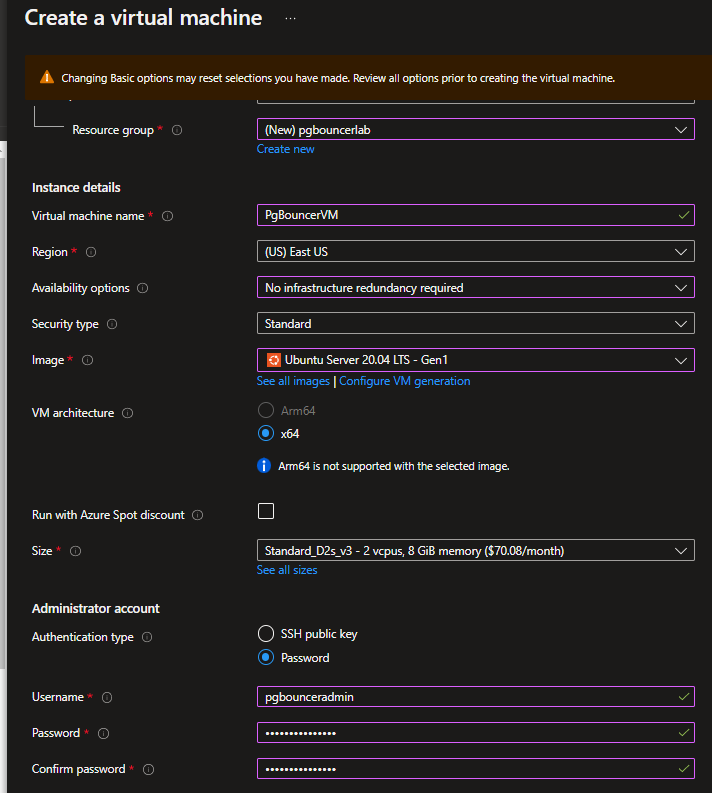 Create a virtual machine ...
Changing Basic options may reset selections you have made. Review all options prior to creating the virtual machine.
Resource group * (New) pgbouncerlab
Create new
Instance details
Virtual machine name * PgBouncerVM
Region * (US) East US
Availability options No infrastructure redundancy required
Security type Standard
Image * Ubuntu Server 20.04 LTS - Gen1
See all images | Configure VM generation
VM architecture Arm64
x64
Arm64 is not supported with the selected image.
Run with Azure Spot discount
Size * Standard_D2s_v3 - 2 vcpus, 8 GiB memory ($70.08/month)
See all sizes
Administrator account
Authentication type SSH public key
Password
Username * pgbounceradmin
Password * •••••••••••••••
Confirm password * •••••••••••••••